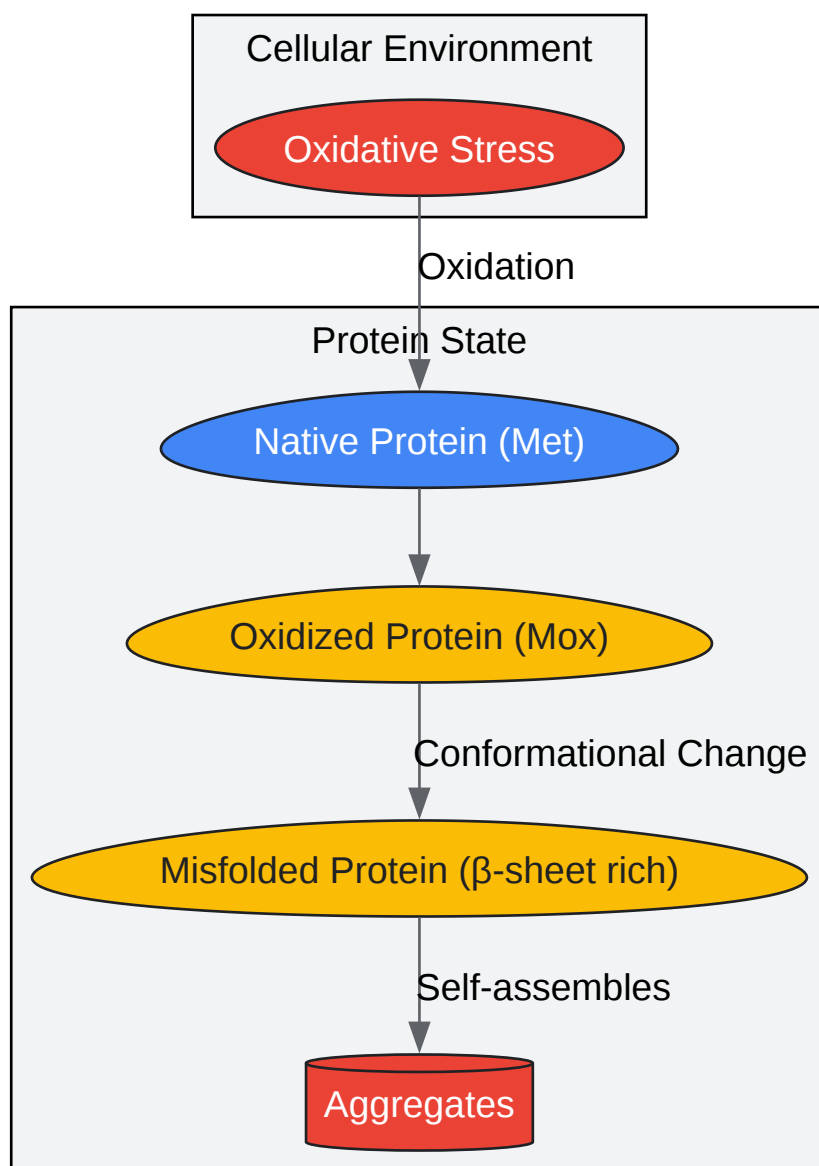 Cellular Environment
Oxidative Stress
Oxidation
Protein State
Native Protein (Met)
Oxidized Protein (Mox)
Conformational Change
Misfolded Protein (β-sheet rich)
Self-assembles
Aggregates